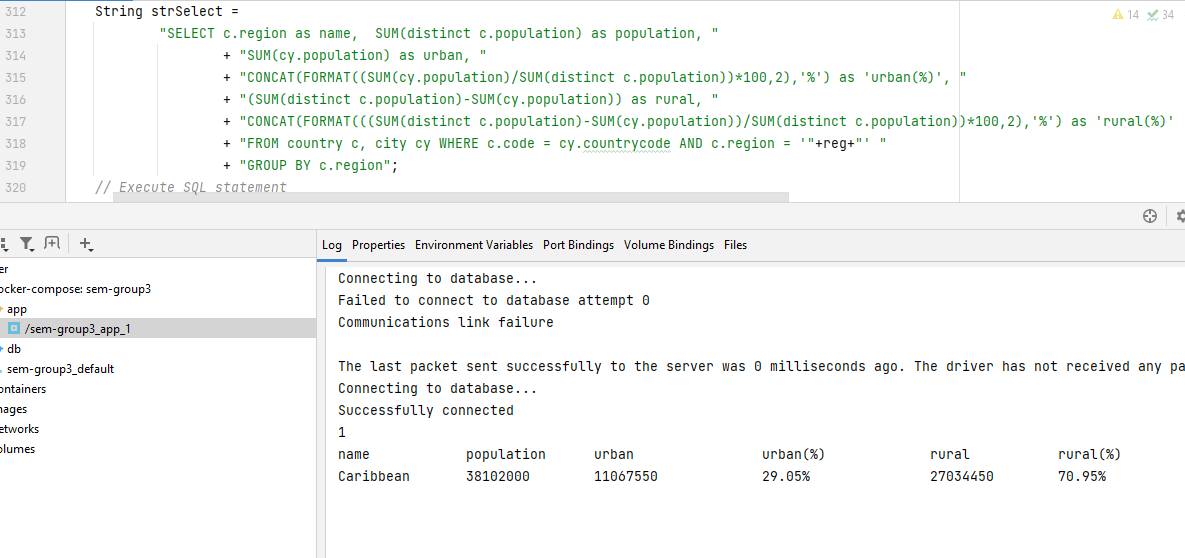 312 String strSelect =
14 34
313 "SELECT c.region as name,  SUM(distinct c.population) as population, "
314 + "SUM(cy.population) as urban, "
315 + "CONCAT(FORMAT((SUM(cy.population)/SUM(distinct c.population))*100,2),'%') as 'urban(%)', "
316 + "(SUM(distinct c.population)-SUM(cy.population)) as rural, "
317 + "CONCAT(FORMAT(((SUM(distinct c.population)-SUM(cy.population))/SUM(distinct c.population))*100,2),'%') as 'rural(%)'
318 + "FROM country c, city cy WHERE c.code = cy.countrycode AND c.region = '"+reg+"' "
319 + "GROUP BY c.region";
320 // Execute SQL statement
er
ocker-compose: sem-group3
app
/sem-group3_app_1
db
sem-group3_default
ontainers
mages
etworks
olumes
Log Properties Environment Variables Port Bindings Volume Bindings Files
Connecting to database...
Failed to connect to database attempt 0
Communications link failure
The last packet sent successfully to the server was 0 milliseconds ago. The driver has not received any pa
Connecting to database...
Successfully connected
1
name population urban urban(%) rural rural(%)
Caribbean 38102000 11067550 29.05% 27034450 70.95%